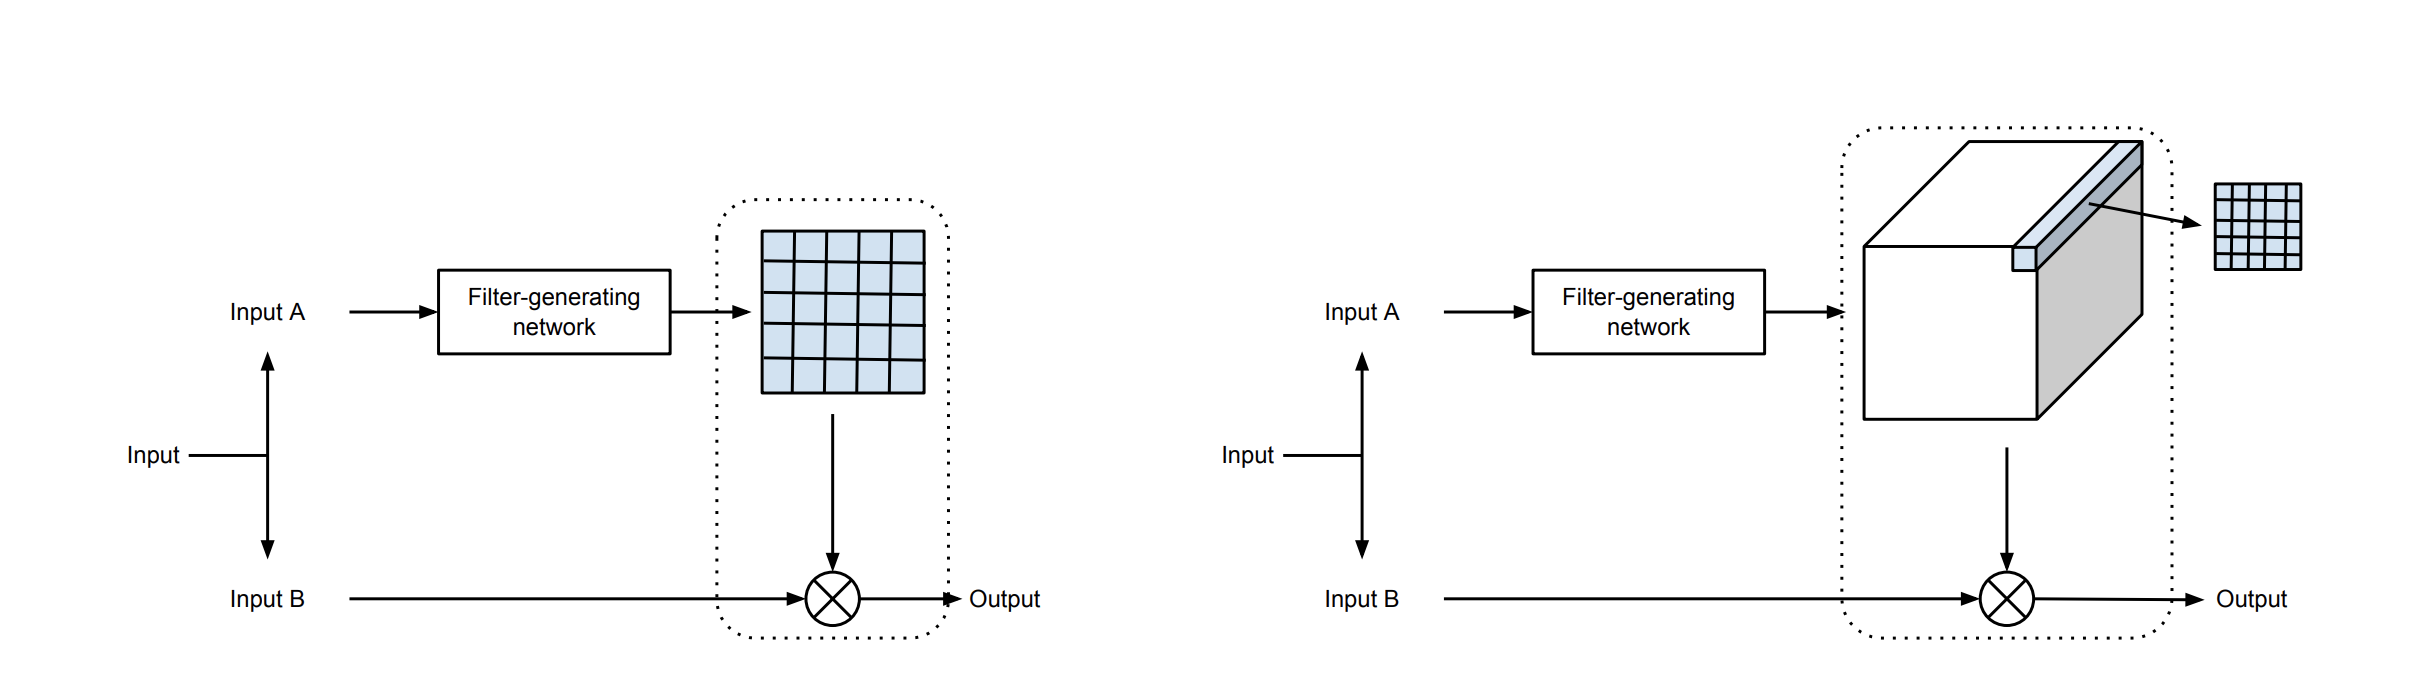 Filter-generating
network
Input A
Input
Input B
Output
Filter-generating
network
Input A
Input
Input B
Output